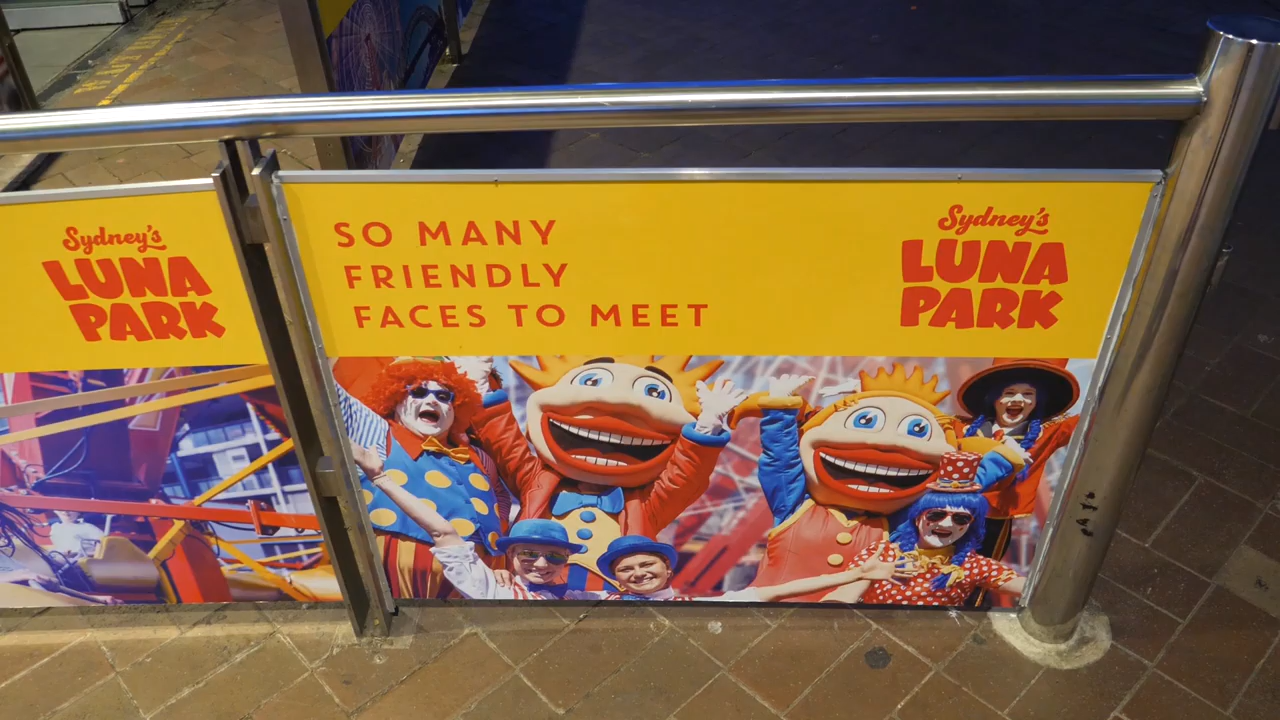 Sydney's
LUNA
PARK
SO MANY
FRIENDLY
FACES TO MEET
Sydney's
LUNA
PARK